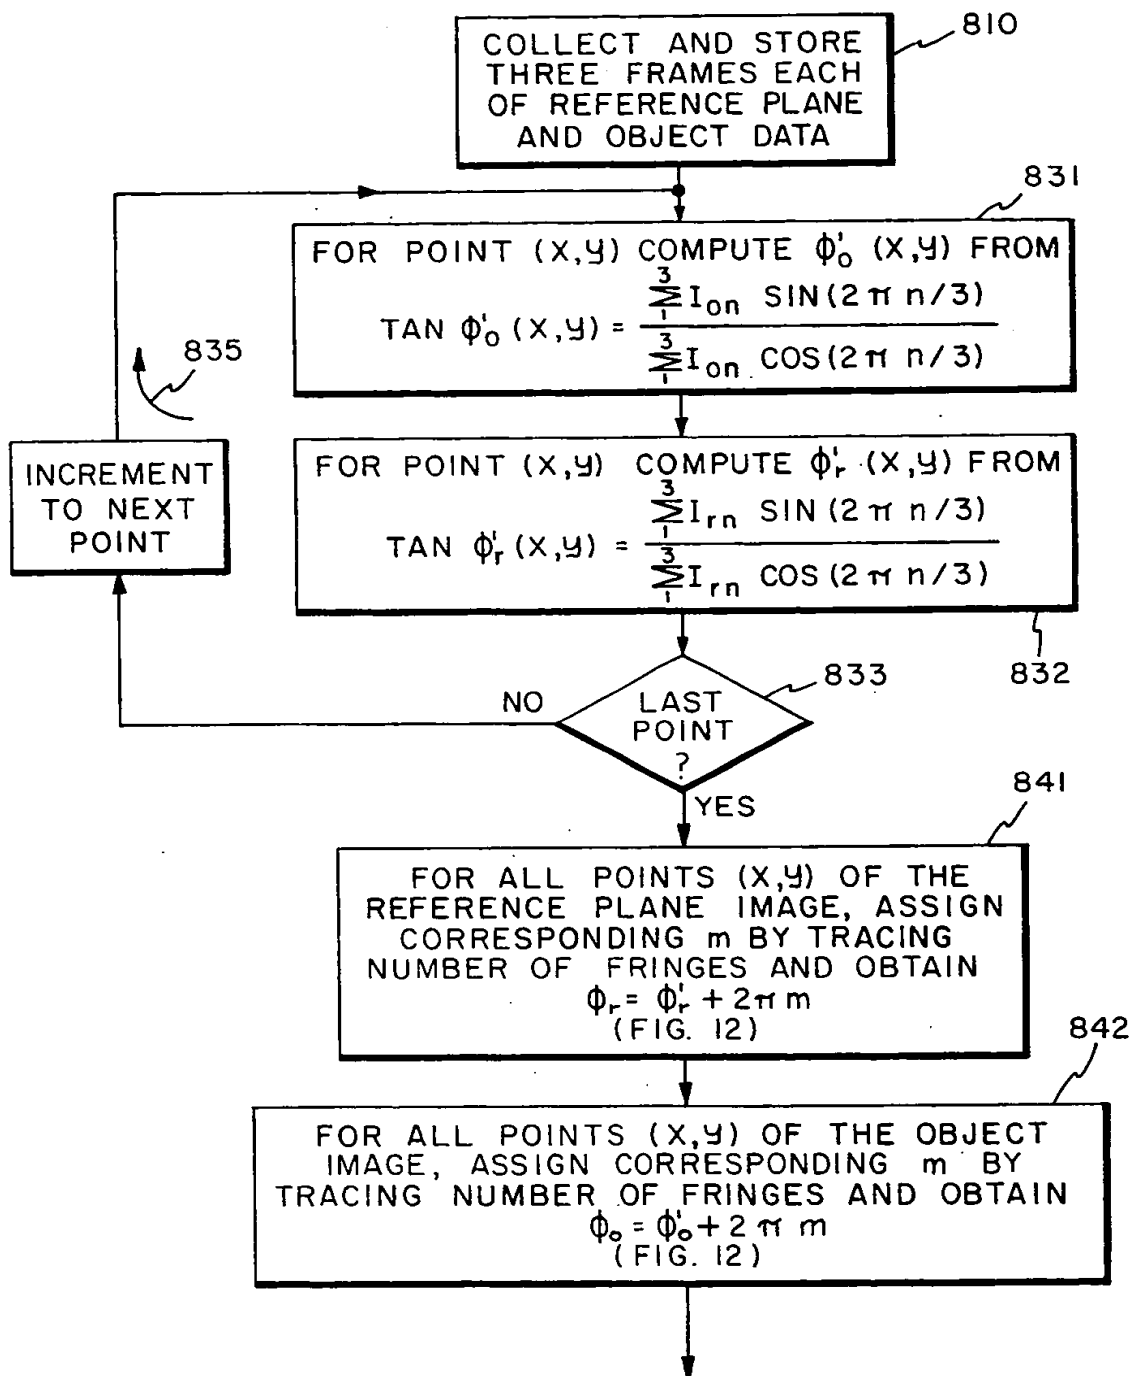 COLLECT AND STORE
THREE FRAMES EACH
OF REFERENCE PLANE
AND OBJECT DATA
810
831
FOR POINT (X,Y) COMPUTE ϕ'o (X,Y) FROM
TAN ϕ'o (X,Y) = 3 Σ 1 Ion SIN(2π n/3)
3 Σ 1 Ion COS(2π n/3)
835
INCREMENT
TO NEXT
POINT
FOR POINT (X,Y) COMPUTE ϕ'r (X,Y) FROM
TAN ϕ'r (X,Y) = 3 Σ 1 Irn SIN (2π n/3)
3 Σ 1 Irn COS (2π n/3)
832
833
NO
LAST
POINT
?
YES
841
FOR ALL POINTS (X,Y) OF THE
REFERENCE PLANE IMAGE, ASSIGN
CORRESPONDING m BY TRACING
NUMBER OF FRINGES AND OBTAIN
ϕr = ϕ'r + 2π m
(FIG. 12)
842
FOR ALL POINTS (X,Y) OF THE OBJECT
IMAGE, ASSIGN CORRESPONDING m BY
TRACING NUMBER OF FRINGES AND OBTAIN
ϕo = ϕ'o + 2π m
(FIG. 12)